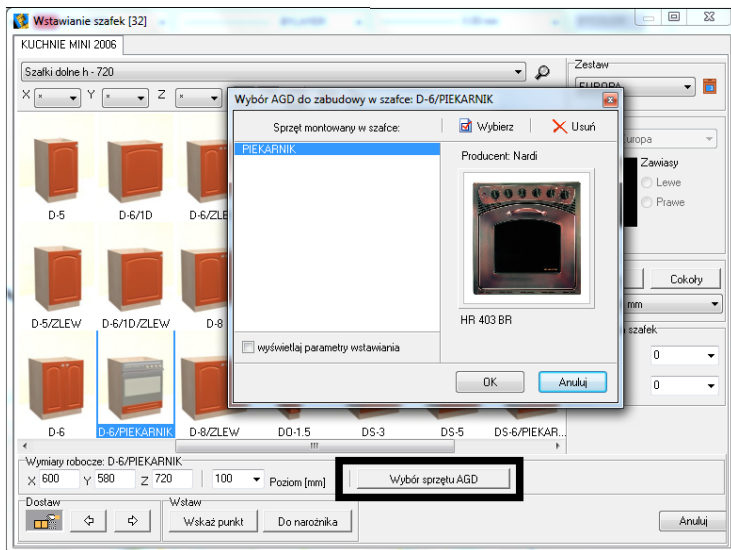 Wstawianie szafek [32]
KUCHNIE MINI 2006
Szafki dolne h - 720
Zestaw
EUROPA
X * Y * Z *
Wybór AGD do zabudowy w szafce: D-6/PIEKARNIK
Sprzęt montowany w szafce:
Wybierz
Usuń
PIEKARNIK
Producent: Nardi
HR 403 BR
wyświetlaj parametry wstawiania
OK
Anuluj
uropa
Zawiasy
Lewe
Prawe
Cokoły
mm
szafek
0
0
D-5
D-6/1D
D-6/ZLE
D-5/ZLEW
D-6/1D/ZLEW
D-8
D-6
D-6/PIEKARNIK
D-8/ZLEW
DO-1.5
DS-3
DS-5
DS-6/PIEKAR...
Wymiary robocze: D-6/PIEKARNIK
X 600 Y 580 Z 720 100 Poziom [mm]
Wybór sprzętu AGD
Dostaw
Wstaw
Wskaż punkt
Do narożnika
Anuluj